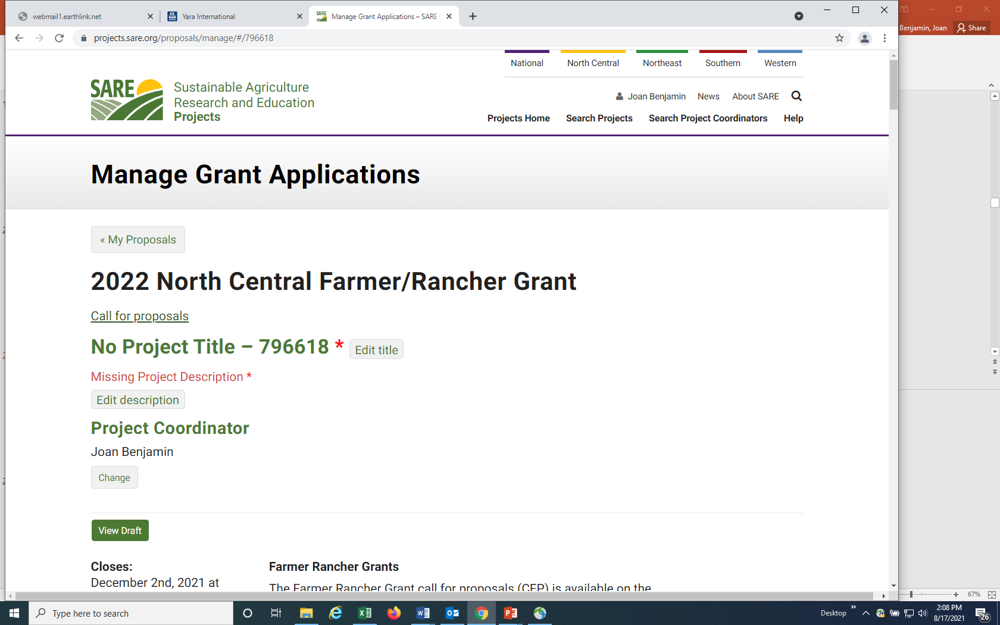 webmail1.earthlink.net
Yara International
Manage Grant Applications – SARE
Benjamin, Joan
Share
projects.sare.org/proposals/manage/#/796618
National
North Central
Northeast
Southern
Western
SARE
Sustainable Agriculture
Research and Education
Projects
Joan Benjamin
News
About SARE
Projects Home
Search Projects
Search Project Coordinators
Help
Manage Grant Applications
« My Proposals
2022 North Central Farmer/Rancher Grant
Call for proposals
No Project Title – 796618 *
Edit title
Missing Project Description *
Edit description
Project Coordinator
Joan Benjamin
Change
View Draft
Closes:
December 2nd, 2021 at
Farmer Rancher Grants
The Farmer Rancher Grant call for proposals (CFP) is available on the
67%
Type here to search
Desktop
2:08 PM
8/17/2021
26